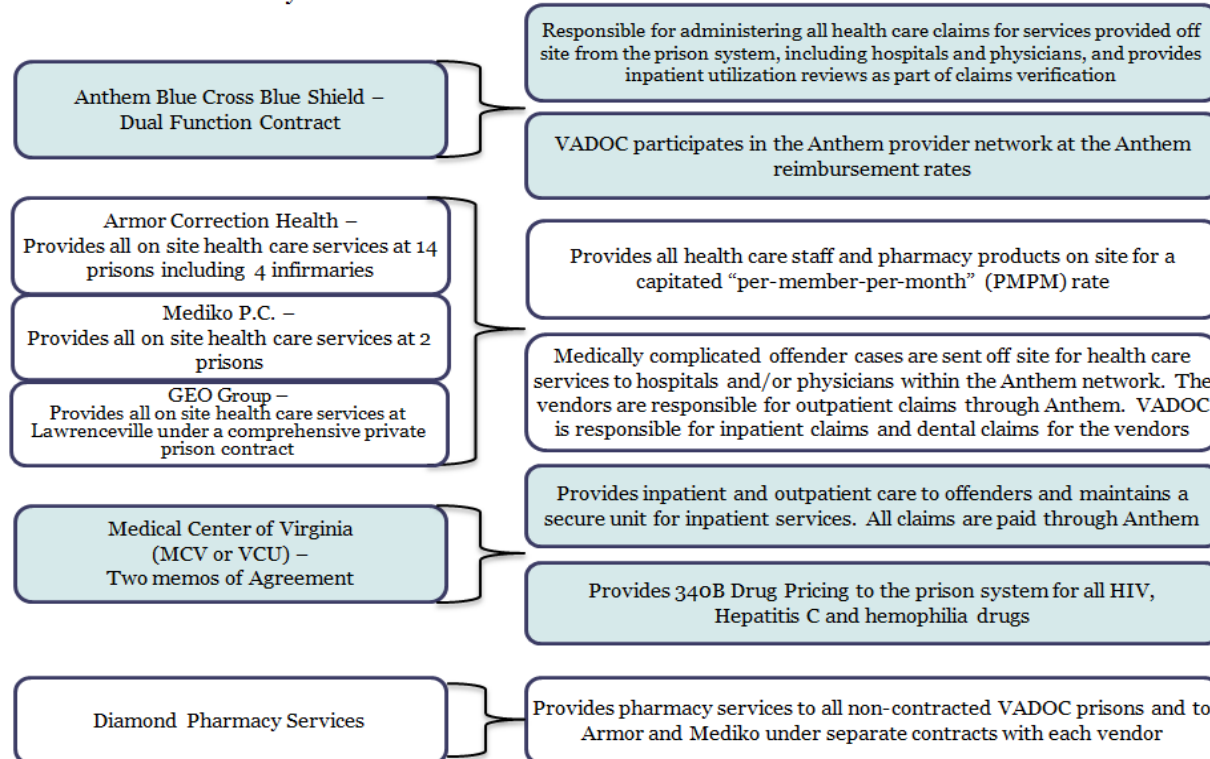 Anthem Blue Cross Blue Shield –
Dual Function Contract
Responsible for administering all health care claims for services provided off
site from the prison system, including hospitals and physicians, and provides
inpatient utilization reviews as part of claims verification
VADOC participates in the Anthem provider network at the Anthem
reimbursement rates
Armor Correction Health –
Provides all on site health care services at 14
prisons including 4 infirmaries
Mediko P.C. –
Provides all on site health care services at 2
prisons
GEO Group –
Provides all on site health care services at
Lawrenceville under a comprehensive private
prison contract
Provides all health care staff and pharmacy products on site for a
capitated “per-member-per-month” (PMPM) rate
Medically complicated offender cases are sent off site for health care
services to hospitals and/or physicians within the Anthem network. The
vendors are responsible for outpatient claims through Anthem. VADOC
is responsible for inpatient claims and dental claims for the vendors
Medical Center of Virginia
(MCV or VCU) –
Two memos of Agreement
Provides inpatient and outpatient care to offenders and maintains a
secure unit for inpatient services. All claims are paid through Anthem
Provides 340B Drug Pricing to the prison system for all HIV,
Hepatitis C and hemophilia drugs
Diamond Pharmacy Services
Provides pharmacy services to all non-contracted VADOC prisons and to
Armor and Mediko under separate contracts with each vendor